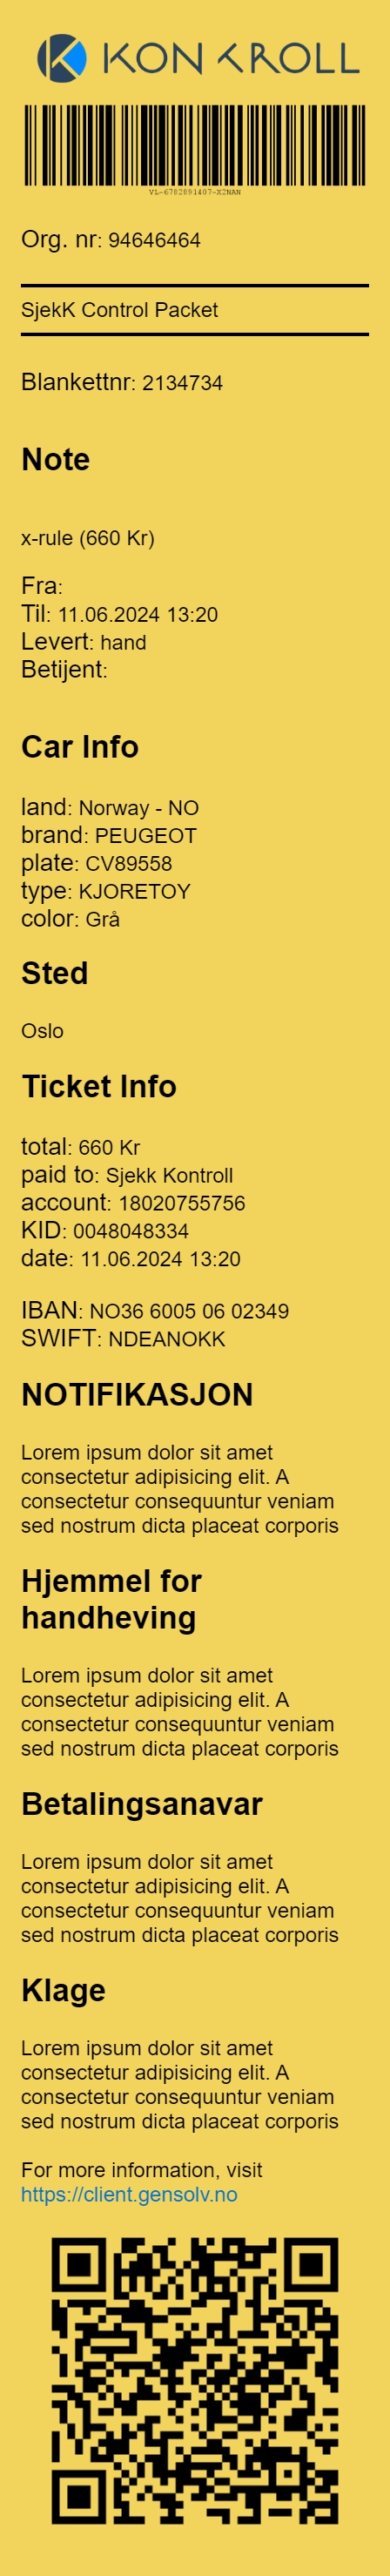 KONKROLL
VL-6782891407-X2NAN
Org. nr: 94646464
SjekK Control Packet
Blankettnr: 2134734
Note
x-rule (660 Kr)
Fra:
Til: 11.06.2024 13:20
Levert: hand
Betijent:
Car Info
land: Norway - NO
brand: PEUGEOT
plate: CV89558
type: KJORETOY
color: Grå
Sted
Oslo
Ticket Info
total: 660 Kr
paid to: Sjekk Kontroll
account: 18020755756
KID: 0048048334
date: 11.06.2024 13:20
IBAN: NO36 6005 06 02349
SWIFT: NDEANOKK
NOTIFIKASJON
Lorem ipsum dolor sit amet
consectetur adipisicing elit. A
consectetur consequuntur veniam
sed nostrum dicta placeat corporis
Hjemmel for
handheving
Lorem ipsum dolor sit amet
consectetur adipisicing elit. A
consectetur consequuntur veniam
sed nostrum dicta placeat corporis
Betalingsanavar
Lorem ipsum dolor sit amet
consectetur adipisicing elit. A
consectetur consequuntur veniam
sed nostrum dicta placeat corporis
Klage
Lorem ipsum dolor sit amet
consectetur adipisicing elit. A
consectetur consequuntur veniam
sed nostrum dicta placeat corporis
For more information, visit
https://client.gensolv.no